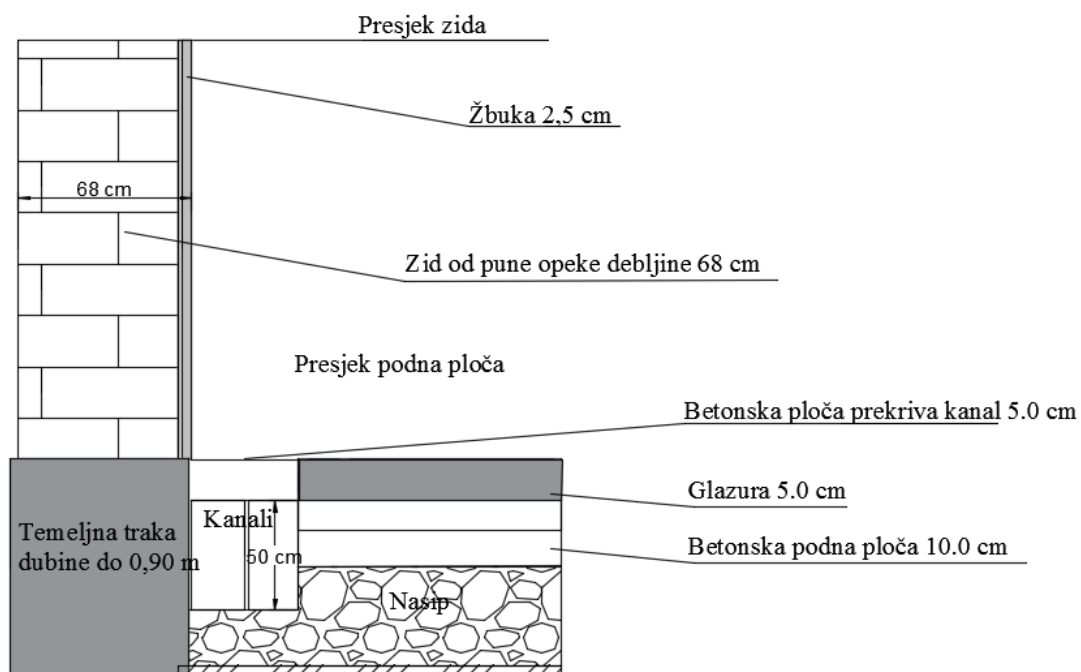 Presjek zida
Žbuka 2,5 cm
68 cm
Zid od pune opeke debljine 68 cm
Presjek podna ploča
Betonska ploča prekriva kanal 5.0 cm
Glazura 5.0 cm
Kanali
Temeljna traka
dubine do 0,90 m
50 cm
Betonska podna ploča 10.0 cm
Nasip